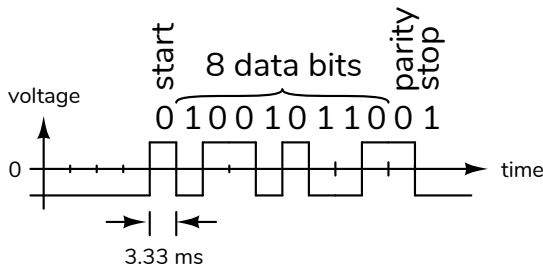 start
8 data bits
parity
stop
voltage
0 1 0 0 1 0 1 1 0 0 1
0
time
3.33 ms